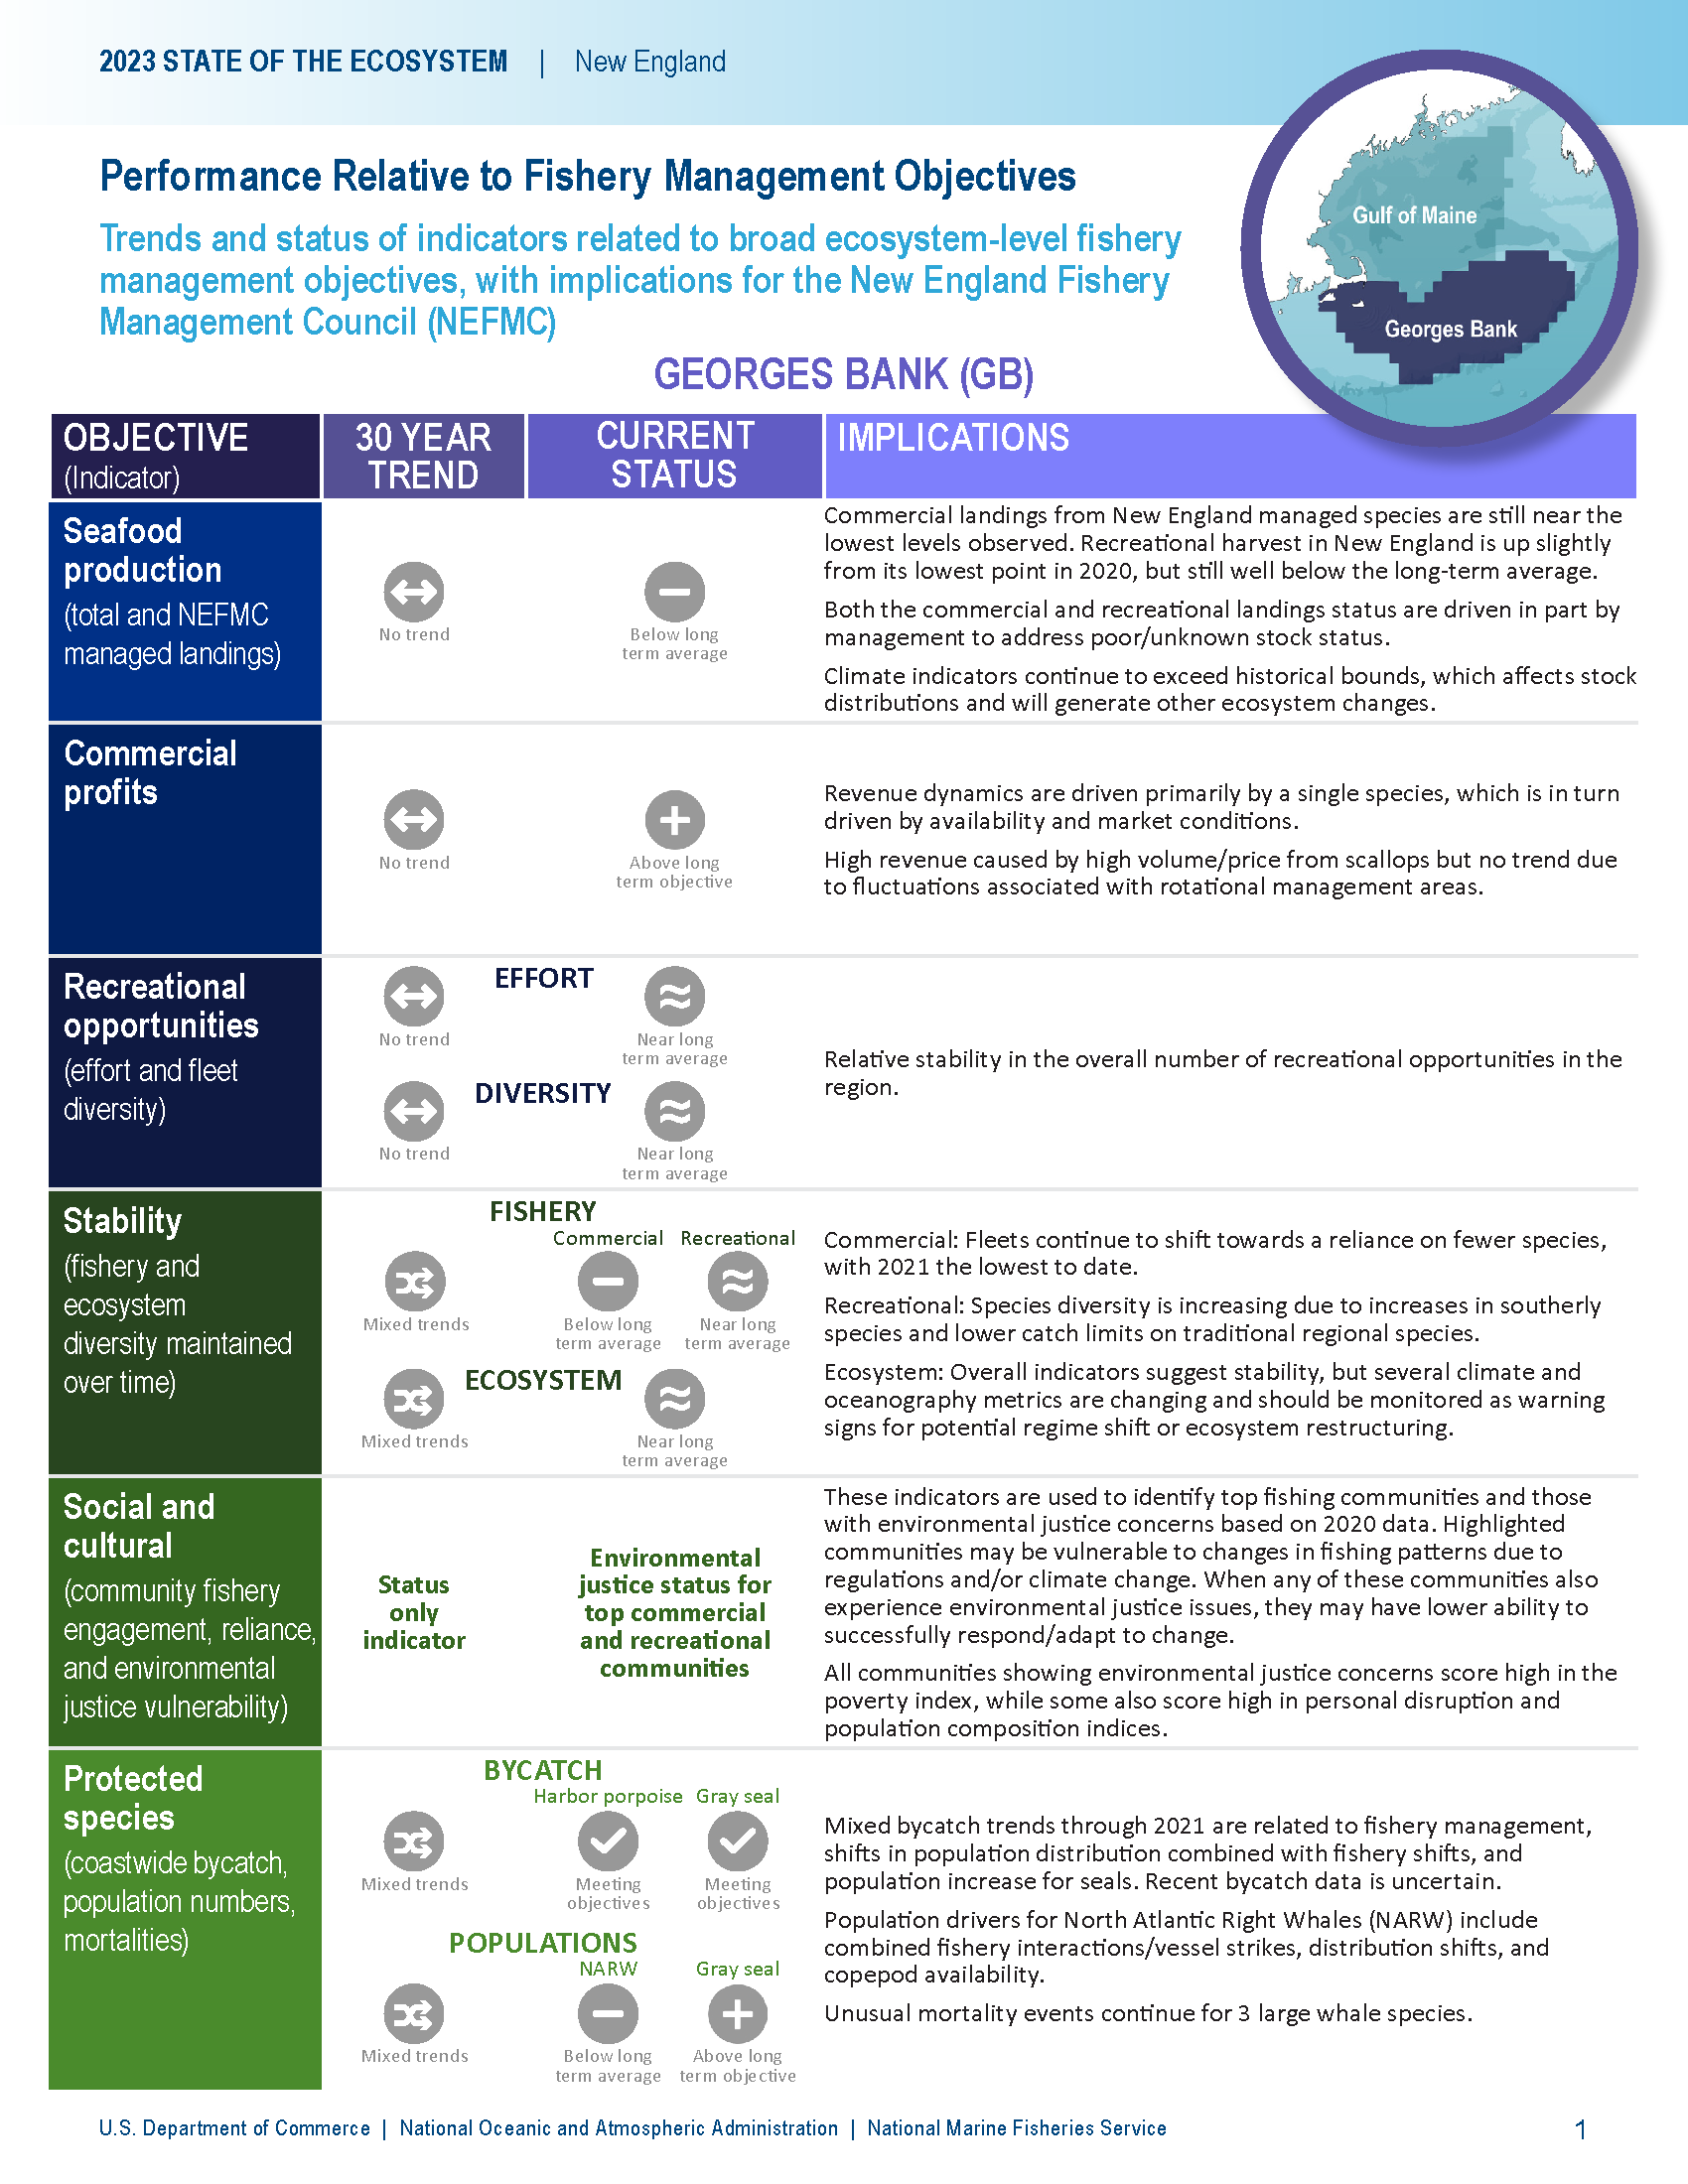 2023 STATE OF THE ECOSYSTEM | New England
Performance Relative to Fishery Management Objectives
Trends and status of indicators related to broad ecosystem-level fishery
management objectives, with implications for the New England Fishery
Management Council (NEFMC)
Gulf of Maine
Georges Bank
GEORGES BANK (GB)
OBJECTIVE
(Indicator)
30 YEAR
TREND
CURRENT
STATUS
IMPLICATIONS
Seafood
production
(total and NEFMC
managed landings)
No trend
Below long
term average
Commercial landings from New England managed species are still near the
lowest levels observed. Recreational harvest in New England is up slightly
from its lowest point in 2020, but still well below the long-term average.
Both the commercial and recreational landings status are driven in part by
management to address poor/unknown stock status.
Climate indicators continue to exceed historical bounds, which affects stock
distributions and will generate other ecosystem changes.
Commercial
profits
No trend
Above long
term objective
Revenue dynamics are driven primarily by a single species, which is in turn
driven by availability and market conditions.
High revenue caused by high volume/price from scallops but no trend due
to fluctuations associated with rotational management areas.
Recreational
opportunities
(effort and fleet
diversity)
EFFORT
No trend
Near long
term average
DIVERSITY
No trend
Near long
term average
Relative stability in the overall number of recreational opportunities in the
region.
Stability
(fishery and
ecosystem
diversity maintained
over time)
FISHERY
Commercial Recreational
Mixed trends
Below long
term average
Near long
term average
ECOSYSTEM
Mixed trends
Near long
term average
Commercial: Fleets continue to shift towards a reliance on fewer species,
with 2021 the lowest to date.
Recreational: Species diversity is increasing due to increases in southerly
species and lower catch limits on traditional regional species.
Ecosystem: Overall indicators suggest stability, but several climate and
oceanography metrics are changing and should be monitored as warning
signs for potential regime shift or ecosystem restructuring.
Social and
cultural
(community fishery
engagement, reliance,
and environmental
justice vulnerability)
Status
only
indicator
Environmental
justice status for
top commercial
and recreational
communities
These indicators are used to identify top fishing communities and those
with environmental justice concerns based on 2020 data. Highlighted
communities may be vulnerable to changes in fishing patterns due to
regulations and/or climate change. When any of these communities also
experience environmental justice issues, they may have lower ability to
successfully respond/adapt to change.
All communities showing environmental justice concerns score high in the
poverty index, while some also score high in personal disruption and
population composition indices.
Protected
species
(coastwide bycatch,
population numbers,
mortalities)
BYCATCH
Harbor porpoise Gray seal
Mixed trends
Meeting
objectives
Meeting
objectives
POPULATIONS
NARW Gray seal
Mixed trends
Below long
term average
Above long
term objective
Mixed bycatch trends through 2021 are related to fishery management,
shifts in population distribution combined with fishery shifts, and
population increase for seals. Recent bycatch data is uncertain.
Population drivers for North Atlantic Right Whales (NARW) include
combined fishery interactions/vessel strikes, distribution shifts, and
copepod availability.
Unusual mortality events continue for 3 large whale species.
U.S. Department of Commerce | National Oceanic and Atmospheric Administration | National Marine Fisheries Service
1